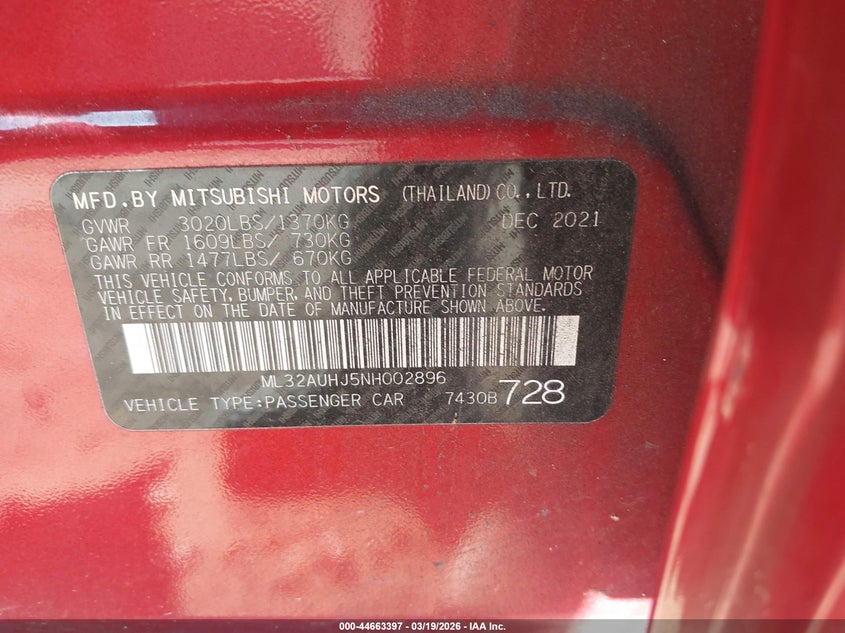 MFD.BY MITSUBISHI MOTORS (THAILAND)CO.,LTD.
GVWR 3020LBS/1370KG DEC 2021
GAWR FR 1609LBS/ 730KG
GAWR RR 1477LBS/ 670KG
THIS VEHICLE CONFORMS TO ALL APPLICABLE FEDERAL MOTOR
VEHICLE SAFETY, BUMPER, AND THEFT PREVENTION STANDARDS
IN EFFECT ON THE DATE OF MANUFACTURE SHOWN ABOVE.
ML32AUHJ5NH002896
VEHICLE TYPE:PASSENGER CAR 7430B728
000-44663397 - 03/19/2026 - IAA Inc.